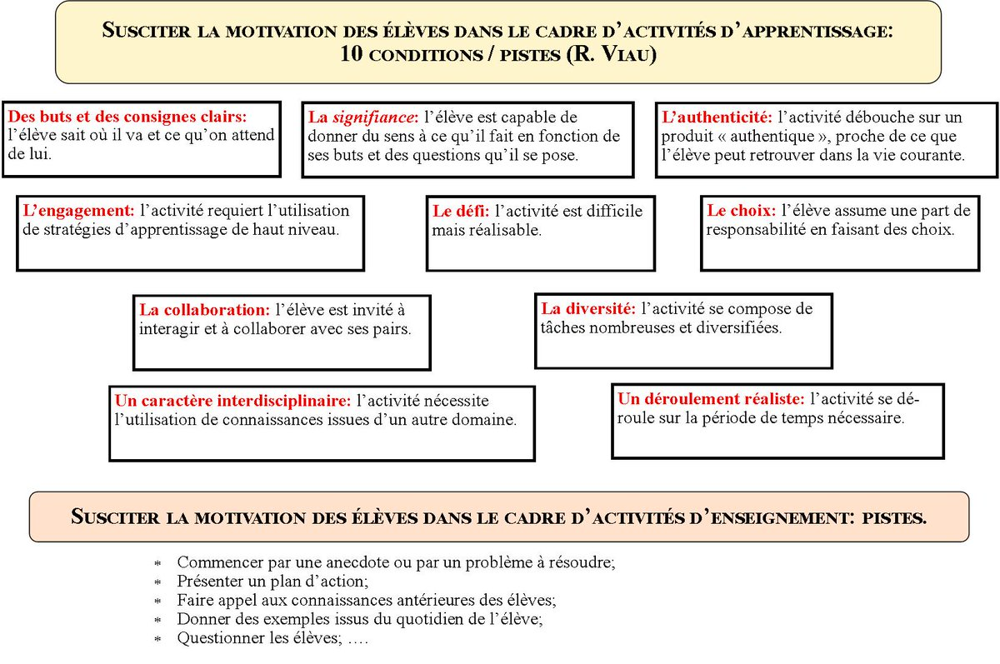 SUSCITER LA MOTIVATION DES ÉLÈVES DANS LE CADRE D’ACTIVITÉS D’APPRENTISSAGE:
10 CONDITIONS / PISTES (R. VIAU)
Des buts et des consignes clairs:
l’élève sait où il va et ce qu’on attend
de lui.
La signifiance: l’élève est capable de
donner du sens à ce qu’il fait en fonction de
ses buts et des questions qu’il se pose.
L’authenticité: l’activité débouche sur un
produit « authentique », proche de ce que
l’élève peut retrouver dans la vie courante.
L’engagement: l’activité requiert l’utilisation
de stratégies d’apprentissage de haut niveau.
Le défi: l’activité est difficile
mais réalisable.
Le choix: l’élève assume une part de
responsabilité en faisant des choix.
La collaboration: l’élève est invité à
interagir et à collaborer avec ses pairs.
La diversité: l’activité se compose de
tâches nombreuses et diversifiées.
Un caractère interdisciplinaire: l’activité nécessite
l’utilisation de connaissances issues d’un autre domaine.
Un déroulement réaliste: l’activité se dé-
roule sur la période de temps nécessaire.
SUSCITER LA MOTIVATION DES ÉLÈVES DANS LE CADRE D’ACTIVITÉS D’ENSEIGNEMENT: PISTES.
* Commencer par une anecdote ou par un problème à résoudre;
* Présenter un plan d’action;
* Faire appel aux connaissances antérieures des élèves;
* Donner des exemples issus du quotidien de l’élève;
* Questionner les élèves; ….